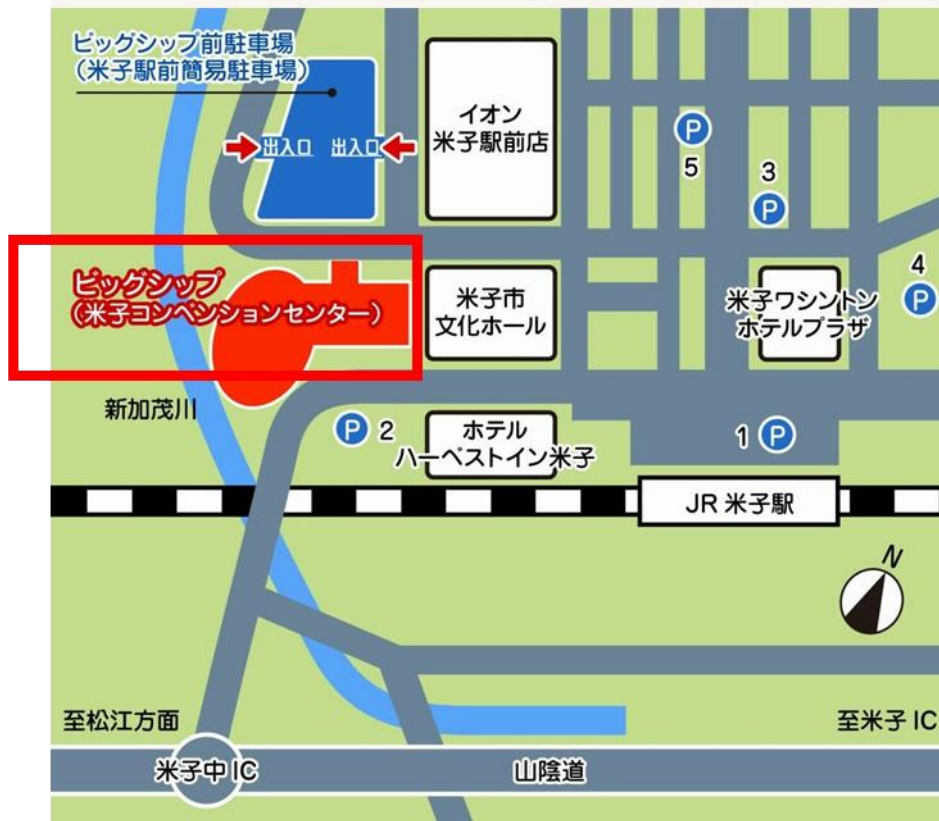 ビッグシップ前駐車場
（米子駅前簡易駐車場）
出入口 出入口
イオン
米子駅前店
P
5
3
P
4
P
ビッグシップ
（米子コンベンションセンター）
米子市
文化ホール
米子ワシントン
ホテルプラザ
新加茂川
P 2
ホテル
ハーベストイン米子
1 P
JR 米子駅
N
至松江方面
至米子 IC
米子中 IC
山陰道